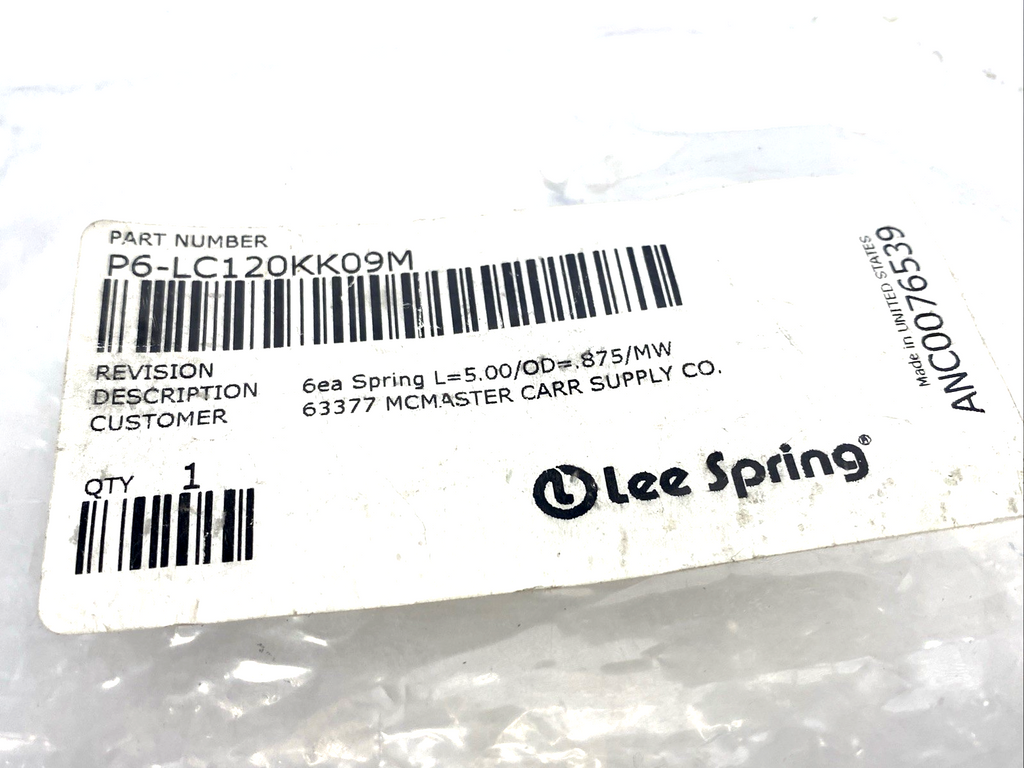 PART NUMBER
P6-LC120KK09M
REVISION
DESCRIPTION 6ea Spring L=5.00/OD=.875/MW
CUSTOMER 63377 MCMASTER CARR SUPPLY CO.
QTY 1
Lee Spring®
Made in UNITED STATES
ANC0076539